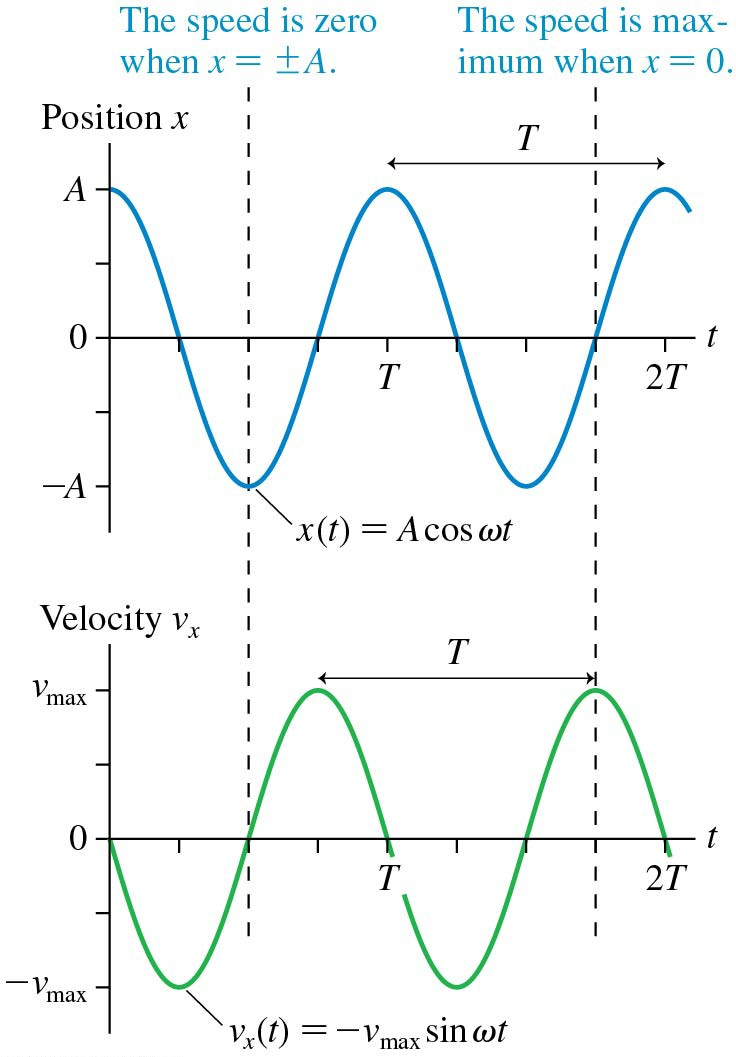 The speed is zero
when x = ±A.
The speed is max-
imum when x = 0.
Position x
T
A
0
t
T
2T
−A
x(t) = A cos ωt
Velocity vₓ
T
vmax
0
t
T
2T
−vmax
vₓ(t) = −vmax sin ωt